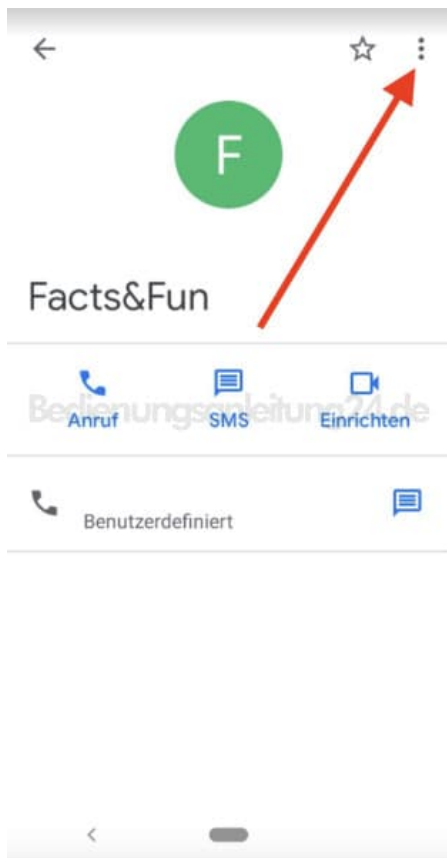 F
Facts&Fun
Bedienungsanleitung24.de
Anruf SMS Einrichten
Benutzerdefiniert